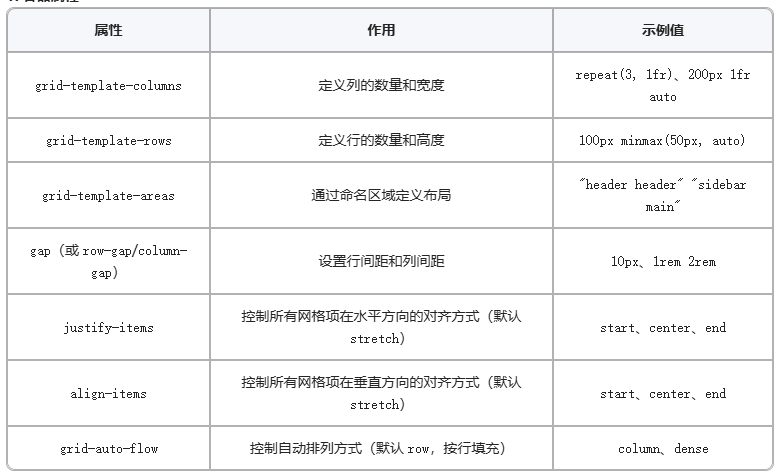 属性 作用 示例值
grid-template-columns 定义列的数量和宽度 repeat(3, 1fr)、200px 1fr
auto
grid-template-rows 定义行的数量和高度 100px minmax(50px, auto)
grid-template-areas 通过命名区域定义布局 "header header" "sidebar
main"
gap（或 row-gap/column-
gap） 设置行间距和列间距 10px、1rem 2rem
justify-items 控制所有网格项在水平方向的对齐方式（默认
stretch） start、center、end
align-items 控制所有网格项在垂直方向的对齐方式（默认
stretch） start、center、end
grid-auto-flow 控制自动排列方式（默认 row，按行填充） column、dense